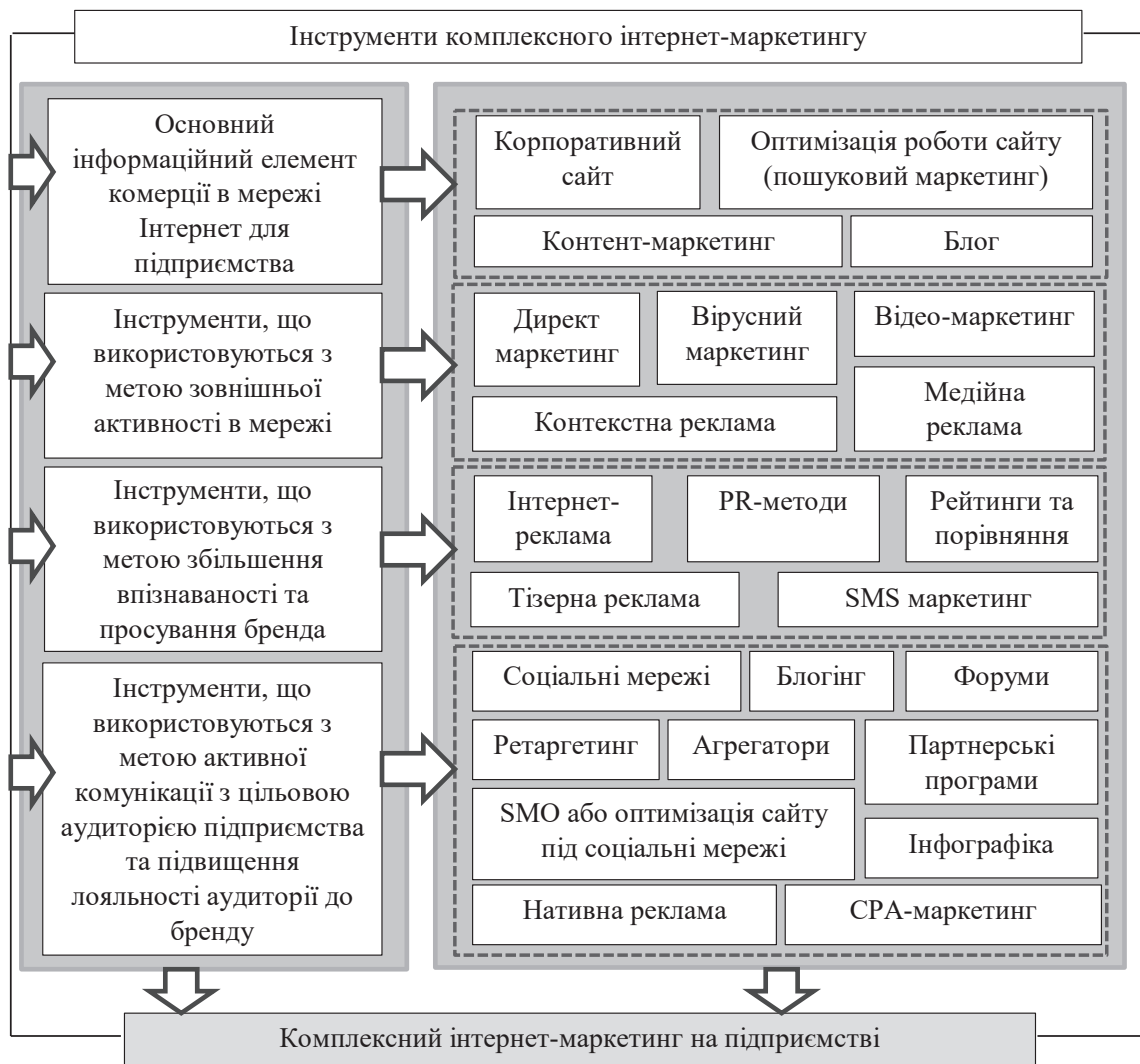 Інструменти комплексного інтернет-маркетингу
Основний
інформаційний елемент
комерції в мережі
Інтернет для
підприємства
Корпоративний
сайт
Оптимізація роботи сайту
(пошуковий маркетинг)
Контент-маркетинг
Блог
Інструменти, що
використовуються з
метою зовнішньої
активності в мережі
Директ
маркетинг
Вірусний
маркетинг
Відео-маркетинг
Контекстна реклама
Медійна
реклама
Інструменти, що
використовуються з
метою збільшення
впізнаваності та
просування бренда
Інтернет-
реклама
PR-методи
Рейтинги та
порівняння
Тізерна реклама
SMS маркетинг
Інструменти, що
використовуються з
метою активної
комунікації з цільовою
аудиторією підприємства
та підвищення
лояльності аудиторії до
бренду
Соціальні мережі
Блогінг
Форуми
Ретаргетинг
Агрегатори
Партнерські
програми
SMO або оптимізація сайту
під соціальні мережі
Інфографіка
Нативна реклама
CPA-маркетинг
Комплексний інтернет-маркетинг на підприємстві